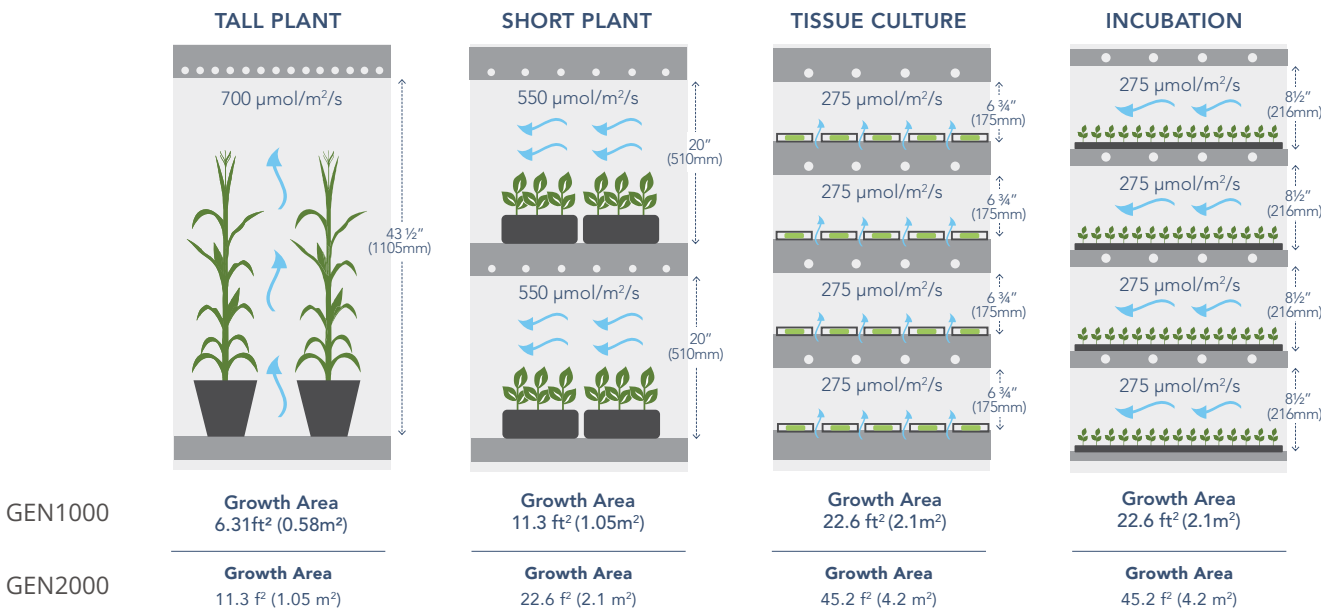 TALL PLANT
700 µmol/m²/s
43 ½”
(1105mm)
SHORT PLANT
550 µmol/m²/s
20”
(510mm)
550 µmol/m²/s
20”
(510mm)
TISSUE CULTURE
275 µmol/m²/s
6 ¾”
(175mm)
275 µmol/m²/s
6 ¾”
(175mm)
275 µmol/m²/s
6 ¾”
(175mm)
275 µmol/m²/s
6 ¾”
(175mm)
INCUBATION
275 µmol/m²/s
8½”
(216mm)
275 µmol/m²/s
8½”
(216mm)
275 µmol/m²/s
8½”
(216mm)
275 µmol/m²/s
8½”
(216mm)
GEN1000
Growth Area
6.31ft² (0.58m²)
Growth Area
11.3 ft² (1.05m²)
Growth Area
22.6 ft² (2.1m²)
Growth Area
22.6 ft² (2.1m²)
GEN2000
Growth Area
11.3 f² (1.05 m²)
Growth Area
22.6 f² (2.1 m²)
Growth Area
45.2 f² (4.2 m²)
Growth Area
45.2 f² (4.2 m²)